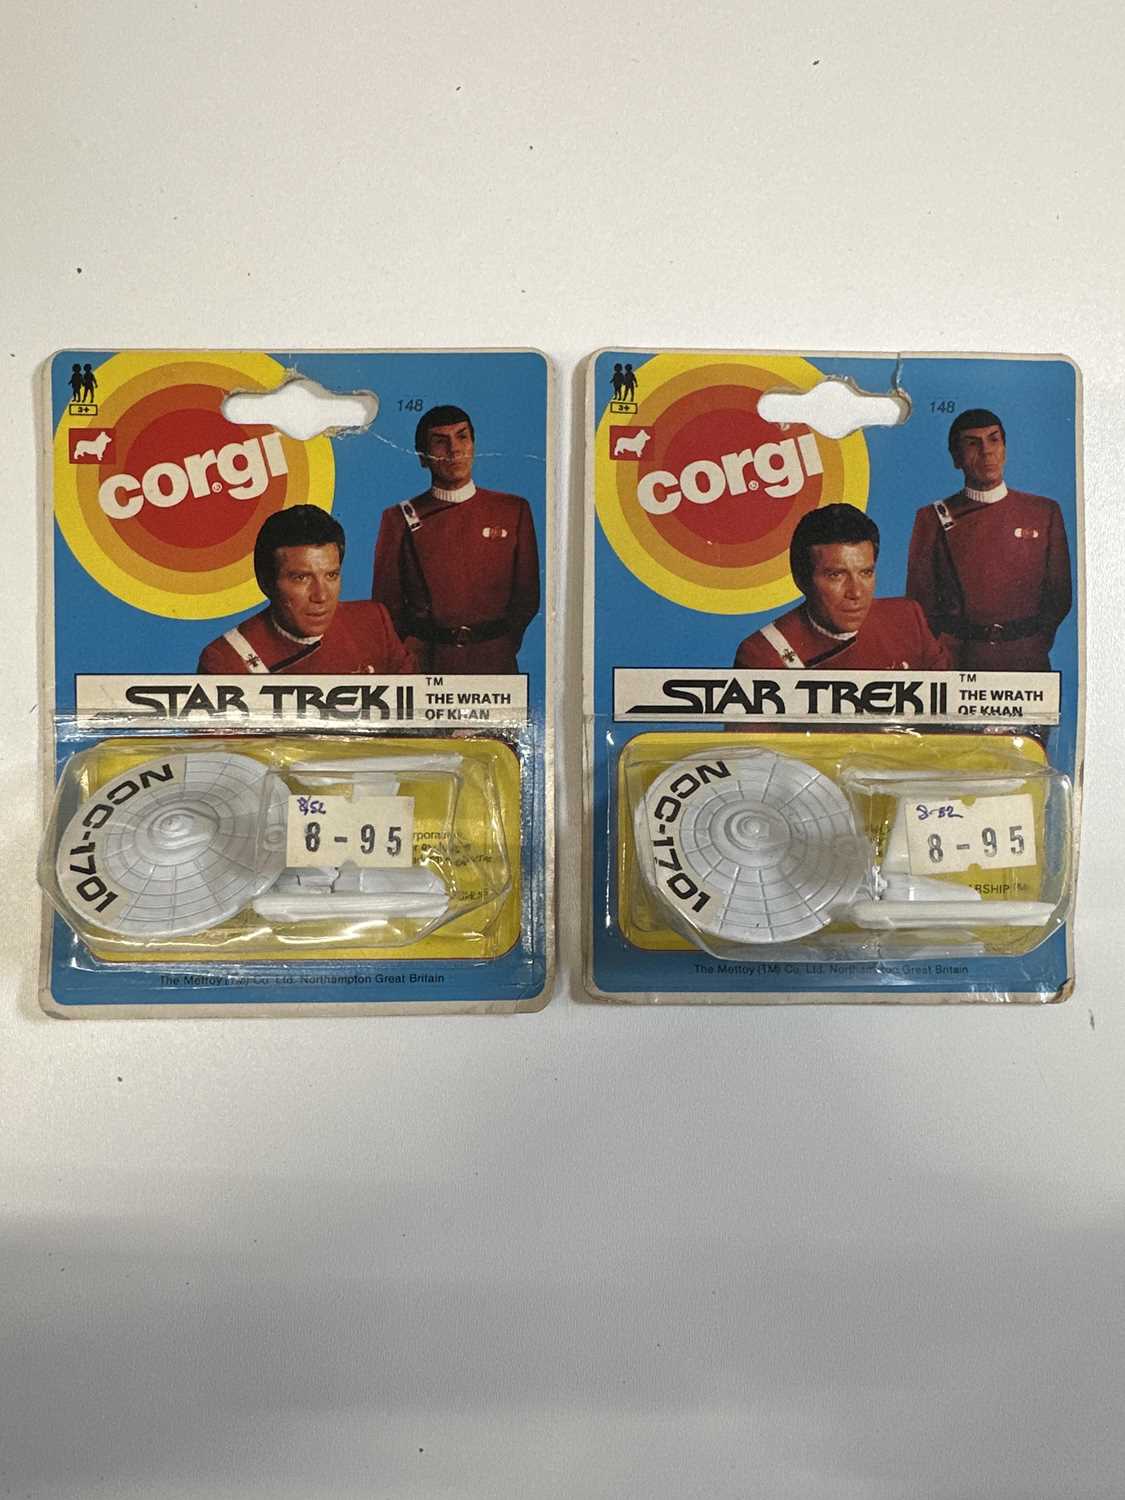 3+
148
corgi®
STAR TREK II ™
THE WRATH
OF KHAN
NCC-1701
8/52
8-95
The Mettoy (TM) Co. Ltd. Northampton Great Britain
3+
148
corgi®
STAR TREK II ™
THE WRATH
OF KHAN
NCC-1701
8-52
8-95
The Mettoy (TM) Co. Ltd. Northampton Great Britain